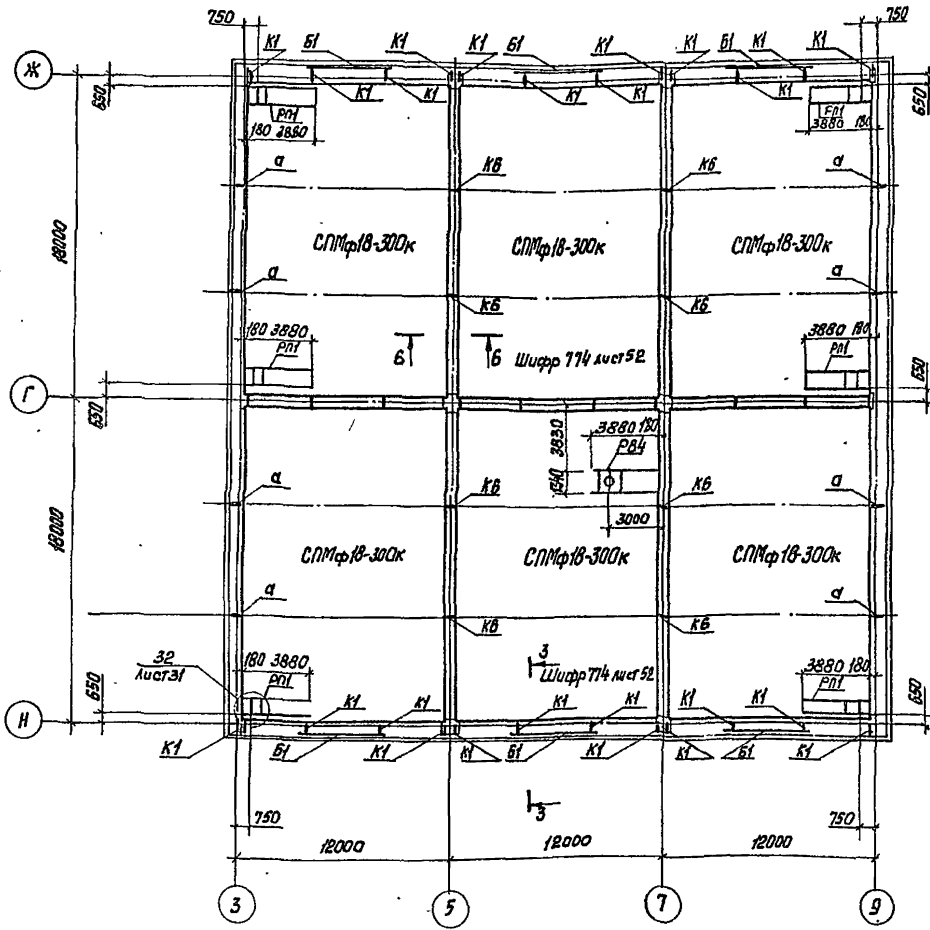 750 750
К1 Б1 К1 К1 Б1 К1 К1 Б1 К1 К1
Ж
К1 К1 К1 К1 К1
650 650
РП1 РП1
180 3880 3880 180
а К6 К6 а
18000
СПМф18-300к СПМф18-300к СПМф18-300к
а К6 К6 а
180 3880 3880 180
РП1 6 6 Шифр 774 лист 52 РП1
650
Г
650 3830 3880 180
РВ4
1340
а К6 К6 а
3000
18000
СПМф18-300к СПМф18-300к СПМф18-300к
а К6 К6 а
32 180 3880 3 3880 180
Лист 31 РП1 Шифр 774 лист 52 РП1
650 К1 К1 К1 К1 К1 К1 650
Н
К1 Б1 К1 К1 Б1 К1 К1 Б1 К1
3
750 750
12000 12000 12000
3 5 7 9